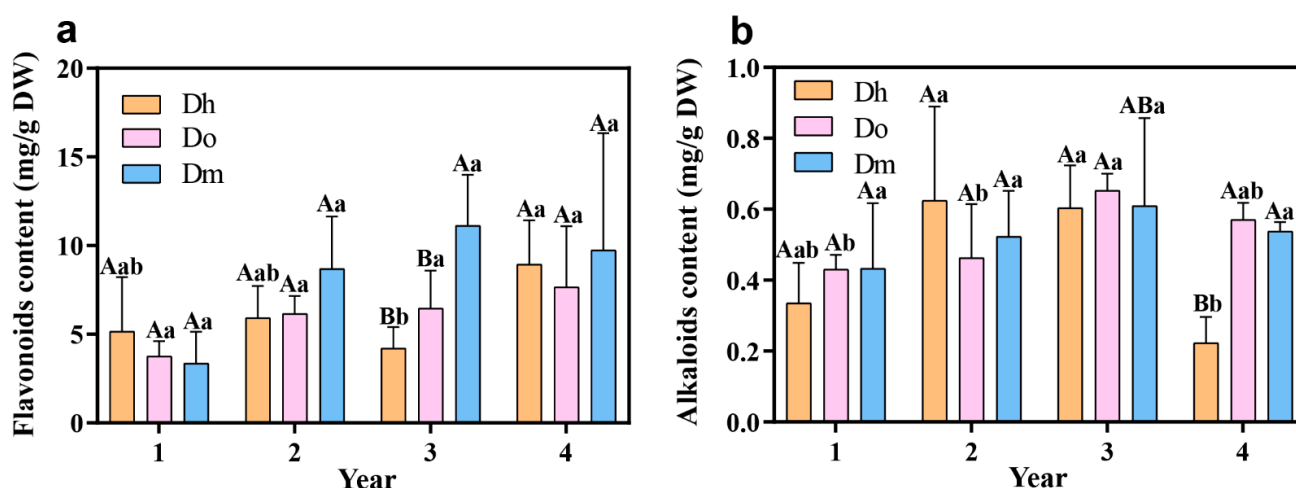 a
Flavonoids content (mg/g DW)
20
15
10
5
0
Dh
Do
Dm
Aab
Aa
Aa
Aab
Aa
Aa
Bb
Ba
Aa
Aa
Aa
Aa
1
2
3
4
Year
b
Alkaloids content (mg/g DW)
1.0
0.8
0.6
0.4
0.2
0.0
Dh
Do
Dm
Aab
Ab
Aa
Aa
Ab
Aa
Aa
Aa
ABa
Bb
Aab
Aa
1
2
3
4
Year